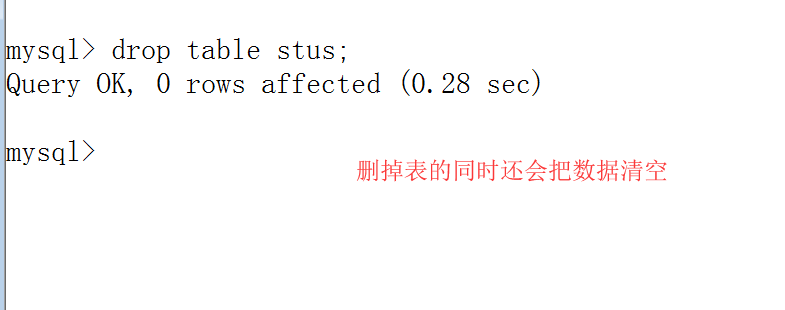 mysql> drop table stus;
Query OK, 0 rows affected (0.28 sec)
mysql>
删掉表的同时还会把数据清空